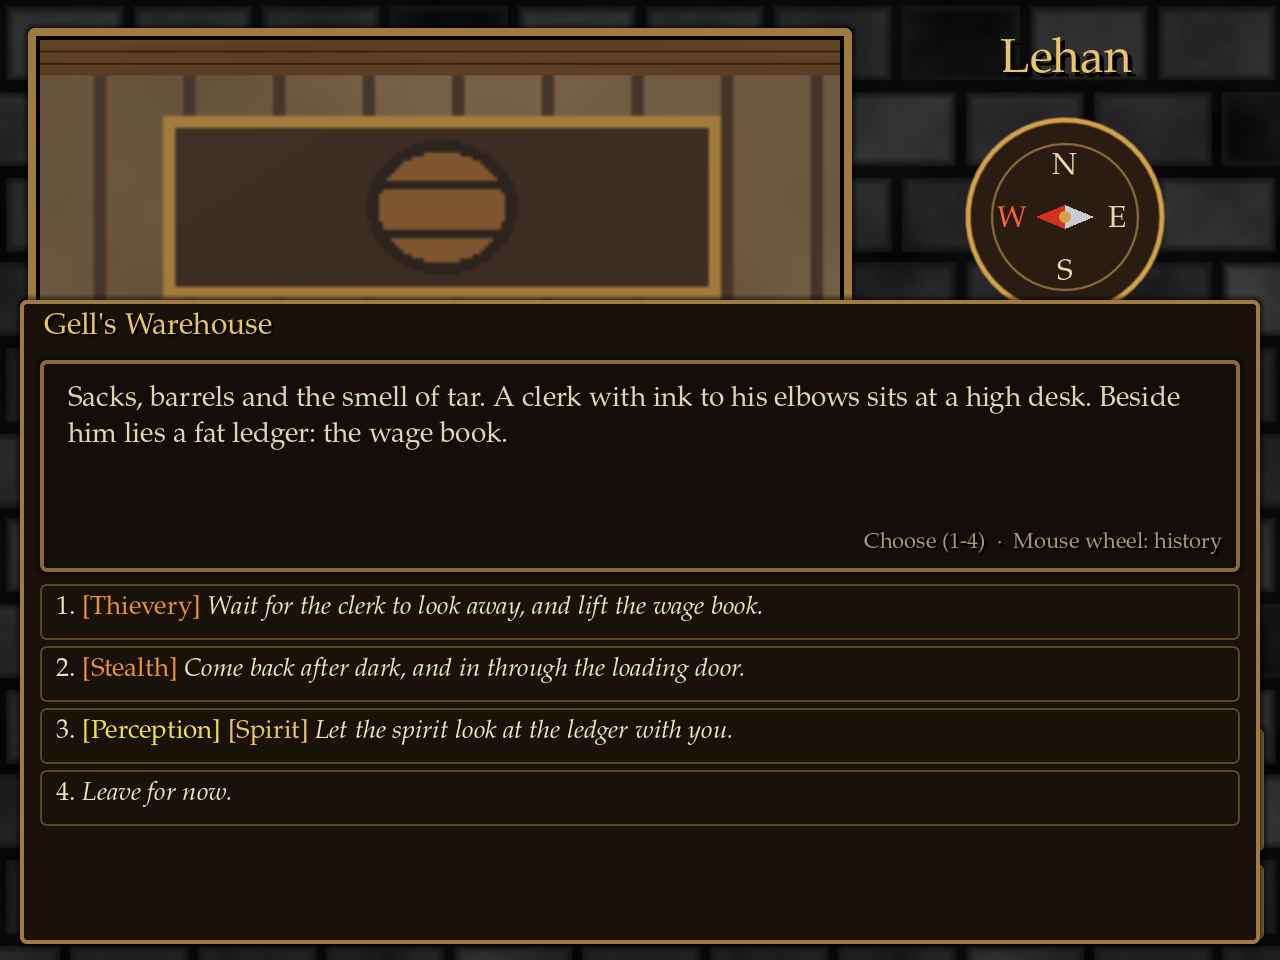 Lehan
N
W E
S
Gell's Warehouse
Sacks, barrels and the smell of tar. A clerk with ink to his elbows sits at a high desk. Beside
him lies a fat ledger: the wage book.
Choose (1-4) · Mouse wheel: history
1. [Thievery] Wait for the clerk to look away, and lift the wage book.
2. [Stealth] Come back after dark, and in through the loading door.
3. [Perception] [Spirit] Let the spirit look at the ledger with you.
4. Leave for now.